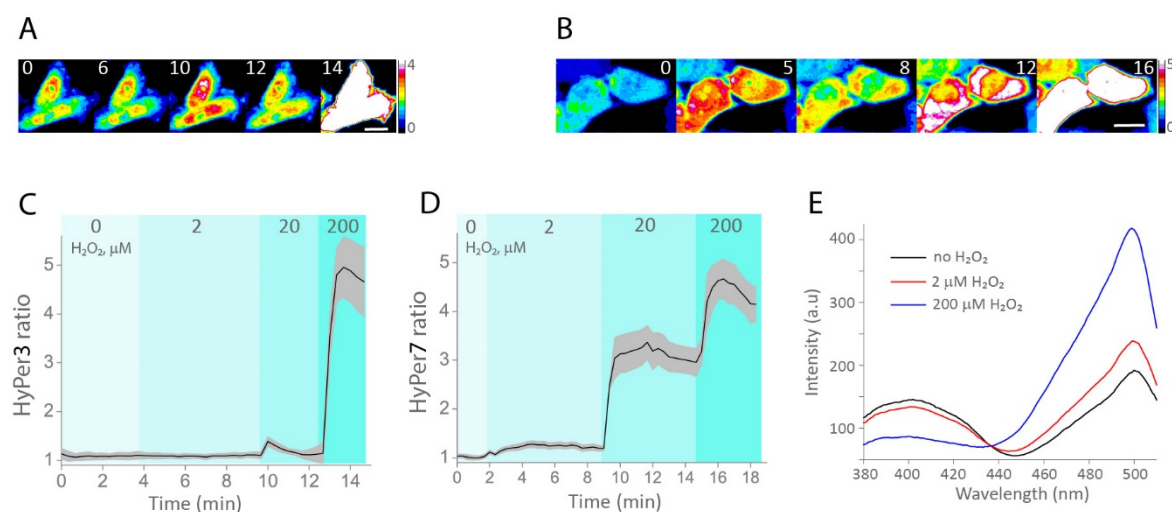 A
0 6 10 12 14
4
0
B
0 5 8 12 16
5
0
C
0 2 20 200
H₂O₂, µM
HyPer3 ratio
5
4
3
2
1
0 2 4 6 8 10 12 14
Time (min)
D
0 2 20 200
H₂O₂, µM
HyPer7 ratio
5
4
3
2
1
0 2 4 6 8 10 12 14 16 18
Time (min)
E
no H₂O₂
2 µM H₂O₂
200 µM H₂O₂
Intensity (a.u)
400
300
200
100
380 400 420 440 460 480 500
Wavelength (nm)